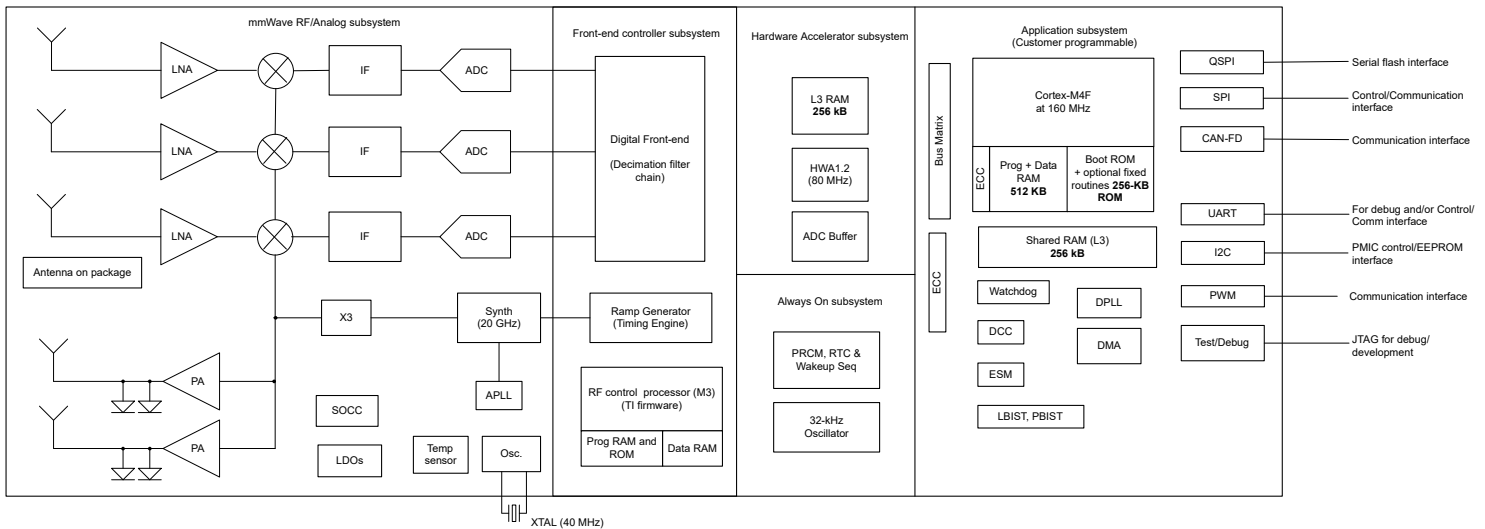 mmWave RF/Analog subsystem
LNA
IF
ADC
LNA
IF
ADC
LNA
IF
ADC
Antenna on package
X3
Synth
(20 GHz)
PA
APLL
SOCC
PA
LDOs
Temp
sensor
Osc.
XTAL (40 MHz)
Front-end controller subsystem
Digital Front-end
(Decimation filter
chain)
Ramp Generator
(Timing Engine)
RF control processor (M3)
(TI firmware)
Prog RAM and
ROM
Data RAM
Hardware Accelerator subsystem
L3 RAM
256 kB
HWA1.2
(80 MHz)
ADC Buffer
Always On subsystem
PRCM, RTC &
Wakeup Seq
32-kHz
Oscillator
Application subsystem
(Customer programmable)
Bus Matrix
Cortex-M4F
at 160 MHz
ECC
Prog + Data
RAM
512 KB
Boot ROM
+ optional fixed
routines 256-KB
ROM
ECC
Shared RAM (L3)
256 kB
Watchdog
DPLL
DCC
DMA
ESM
LBIST, PBIST
QSPI
Serial flash interface
SPI
Control/Communication
interface
CAN-FD
Communication interface
UART
For debug and/or Control/
Comm interface
I2C
PMIC control/EEPROM
interface
PWM
Communication interface
Test/Debug
JTAG for debug/
development